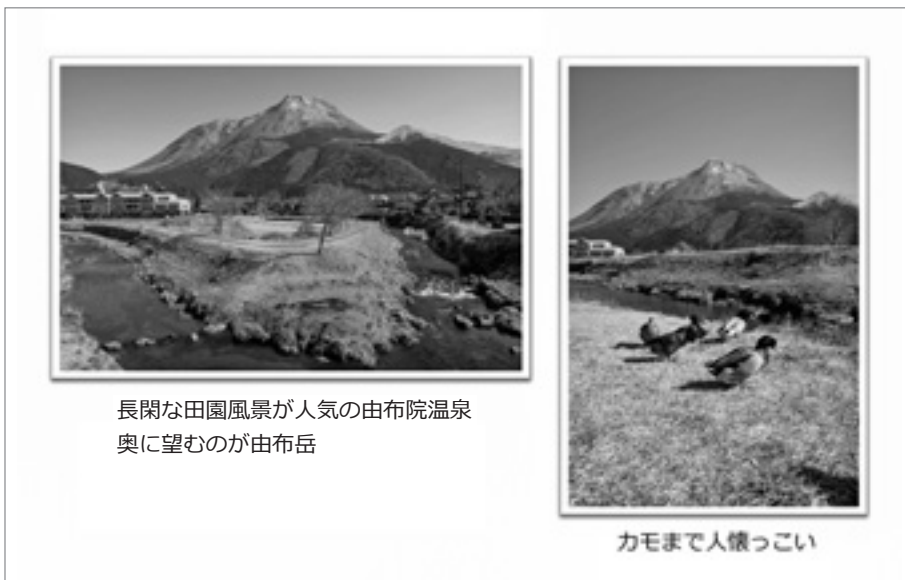 長閑な田園風景が人気の由布院温泉
奥に望むのが由布岳
カモまで人懐っこい